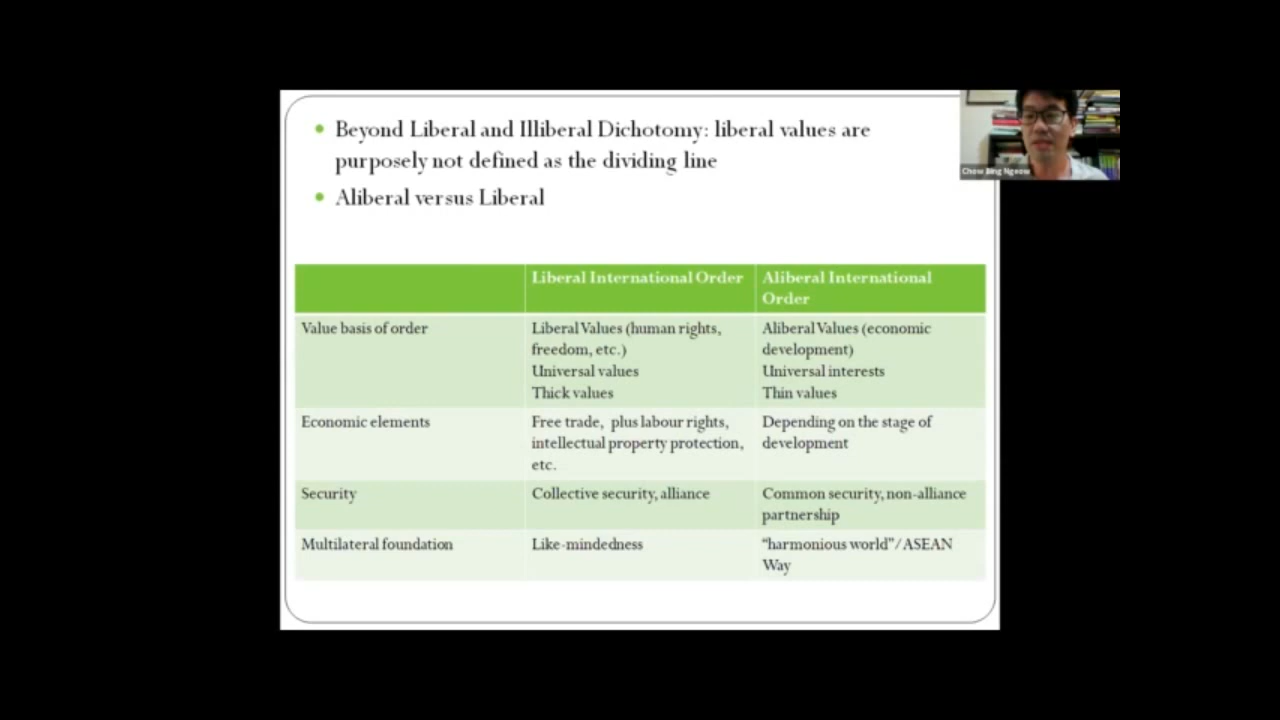 Beyond Liberal and Illiberal Dichotomy: liberal values are
purposely not defined as the dividing line
Aliberal versus Liberal
Chow Bing Ngeow
Liberal International Order
Aliberal International
Order
Value basis of order
Liberal Values (human rights,
freedom, etc.)
Universal values
Thick values
Aliberal Values (economic
development)
Universal interests
Thin values
Economic elements
Free trade, plus labour rights,
intellectual property protection,
etc.
Depending on the stage of
development
Security
Collective security, alliance
Common security, non-alliance
partnership
Multilateral foundation
Like-mindedness
“harmonious world”/ASEAN
Way